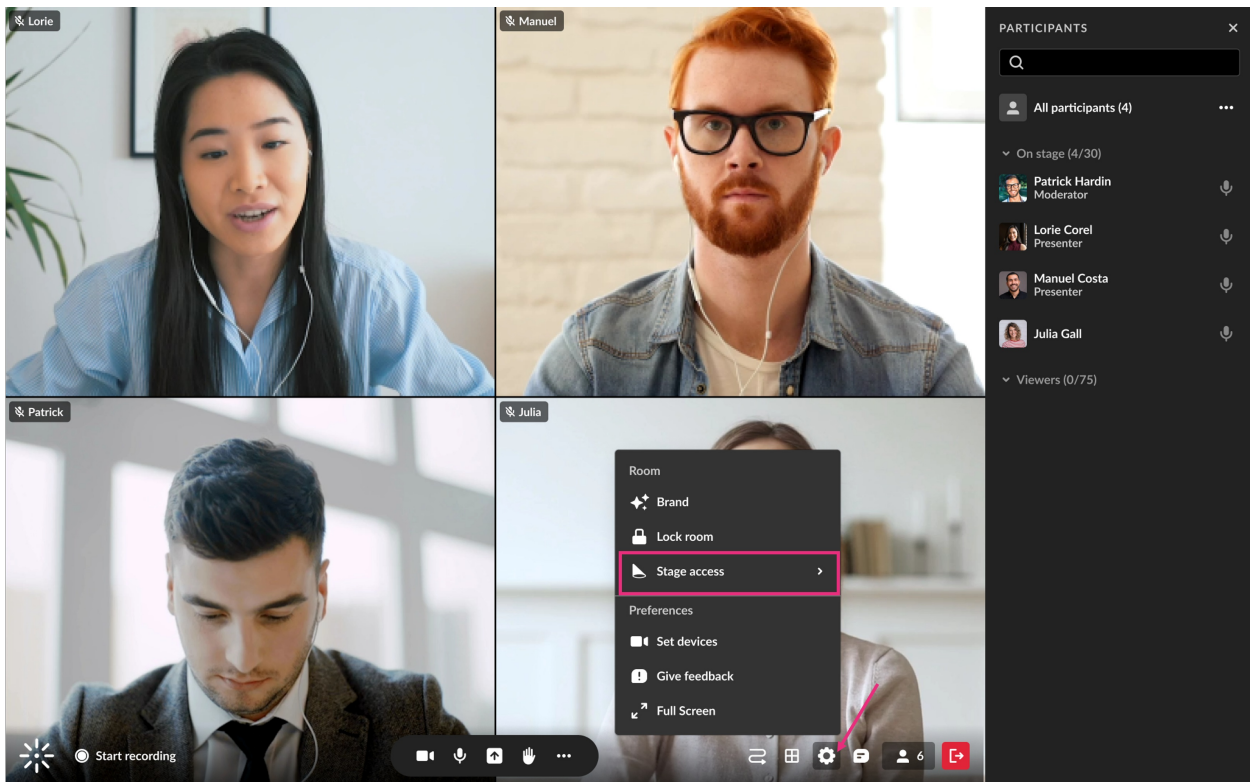 Lorie
Manuel
PARTICIPANTS
All participants (4)
On stage (4/30)
Patrick Hardin
Moderator
Lorie Corel
Presenter
Manuel Costa
Presenter
Julia Gall
Viewers (0/75)
Patrick
Julia
Room
Brand
Lock room
Stage access
Preferences
Set devices
Give feedback
Full Screen
Start recording
6